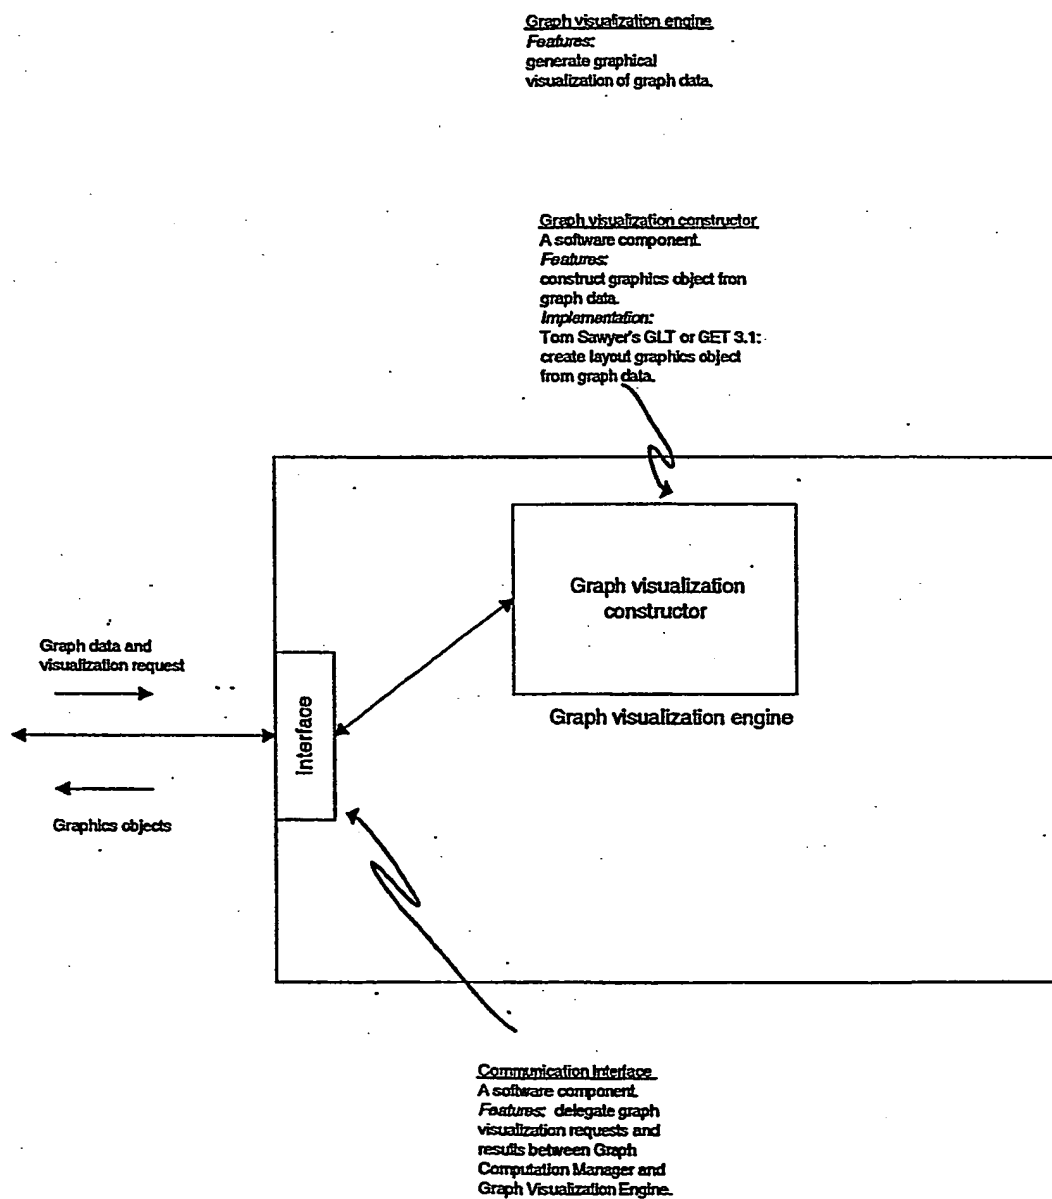 Graph visualization engine
Features:
generate graphical
visualization of graph data.
Graph visualization constructor
A software component.
Features:
construct graphics object from
graph data.
Implementation:
Tom Sawyer's GLT or GET 3.1:
create layout graphics object
from graph data.
Graph visualization
constructor
Graph data and
visualization request
Interface
Graph visualization engine
Graphics objects
Communication Interface
A software component.
Features: delegate graph
visualization requests and
results between Graph
Computation Manager and
Graph Visualization Engine.